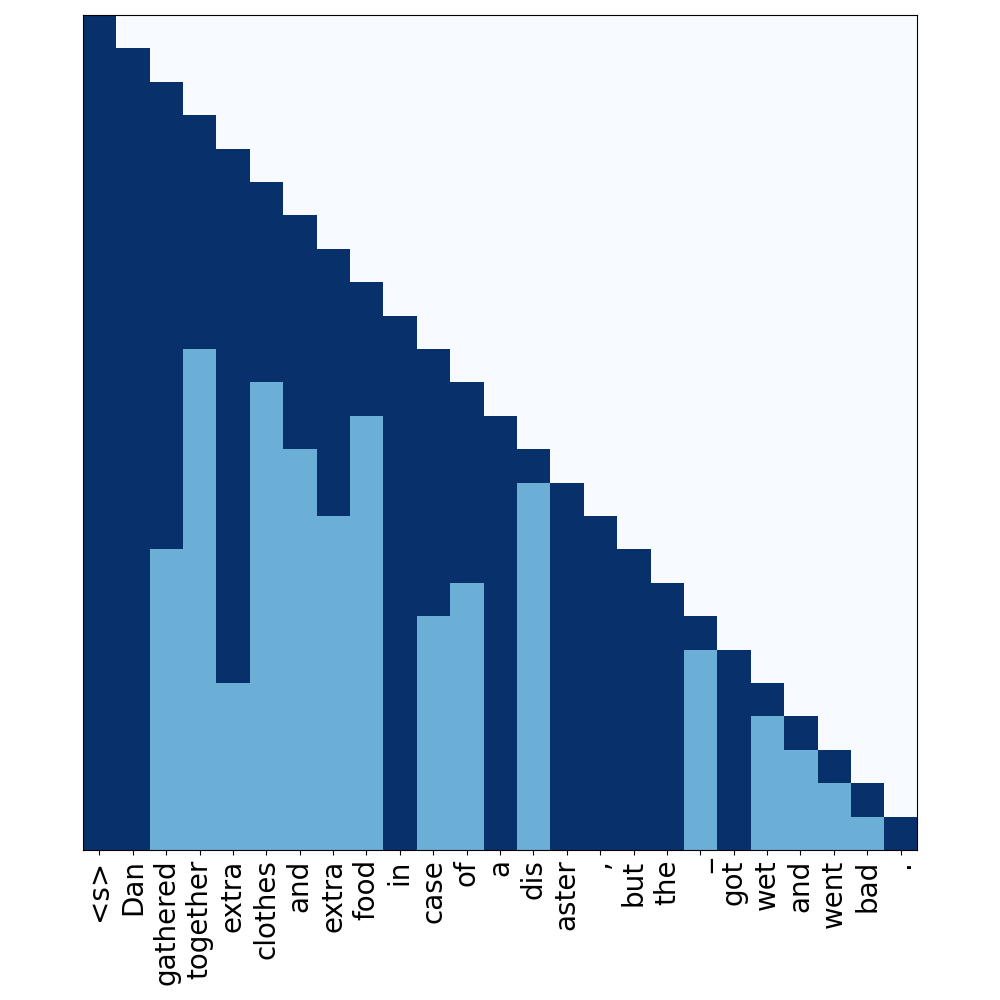 <s> Dan gathered together extra clothes and extra food in case of a dis aster , but the _ got wet and went bad .